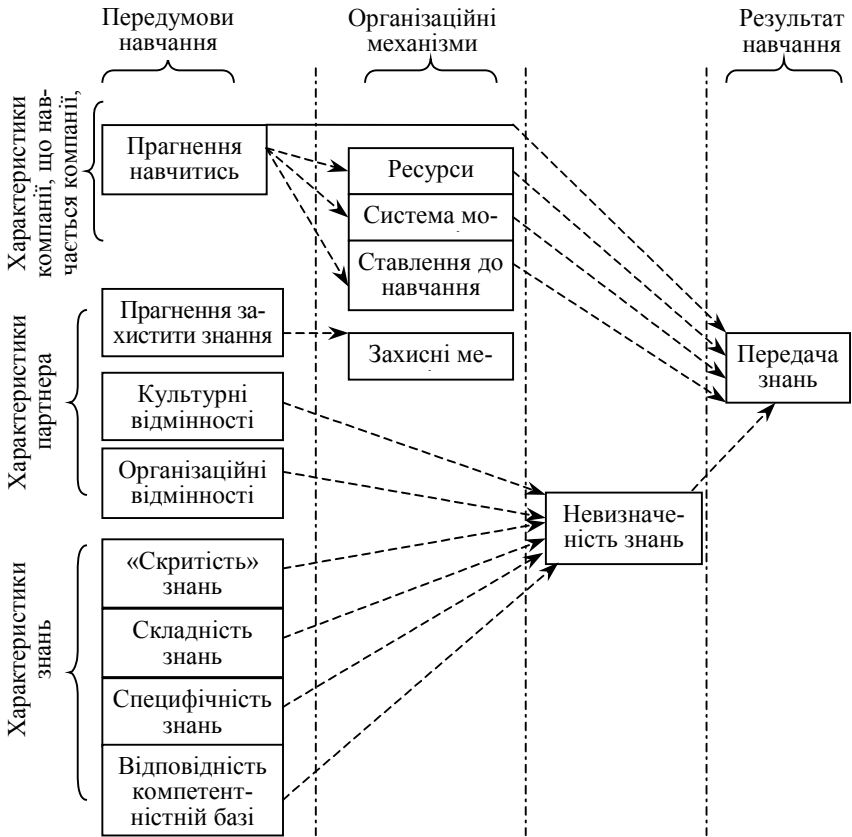 Передумови
навчання
Організаційні
механізми
Результат
навчання
Характеристики
компанії, що нав-
чається компанії,
Прагнення
навчитись
Ресурси
Система мо-
Ставлення до
навчання
Характеристики
партнера
Прагнення за-
хистити знання
Захисні ме-
Культурні
відмінності
Організаційні
відмінності
Передача
знань
Невизначе-
ність знань
Характеристики
знань
«Скритість»
знань
Складність
знань
Специфічність
знань
Відповідність
компетент-
ністній базі